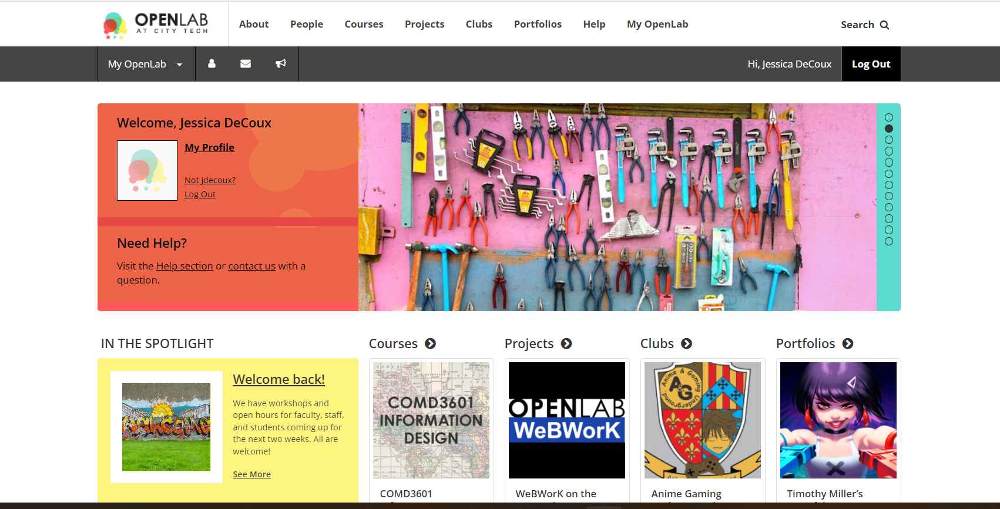 OPENLAB
AT CITY TECH
About People Courses Projects Clubs Portfolios Help My OpenLab
Search
My OpenLab
Hi, Jessica DeCoux
Log Out
Welcome, Jessica DeCoux
My Profile
Not jdecoux?
Log Out
Need Help?
Visit the Help section or contact us with a
question.
IN THE SPOTLIGHT
WELCOME
Welcome back!
We have workshops and
open hours for faculty, staff,
and students coming up for
the next two weeks. All are
welcome!
See More
Courses
COMD3601
INFORMATION
DESIGN
COMD3601
Projects
OPENLAB
WeBWorK
WeBWorK on the
Clubs
Anime & Gaming Underground
A&G
Anime Gaming
Portfolios
Timothy Miller's